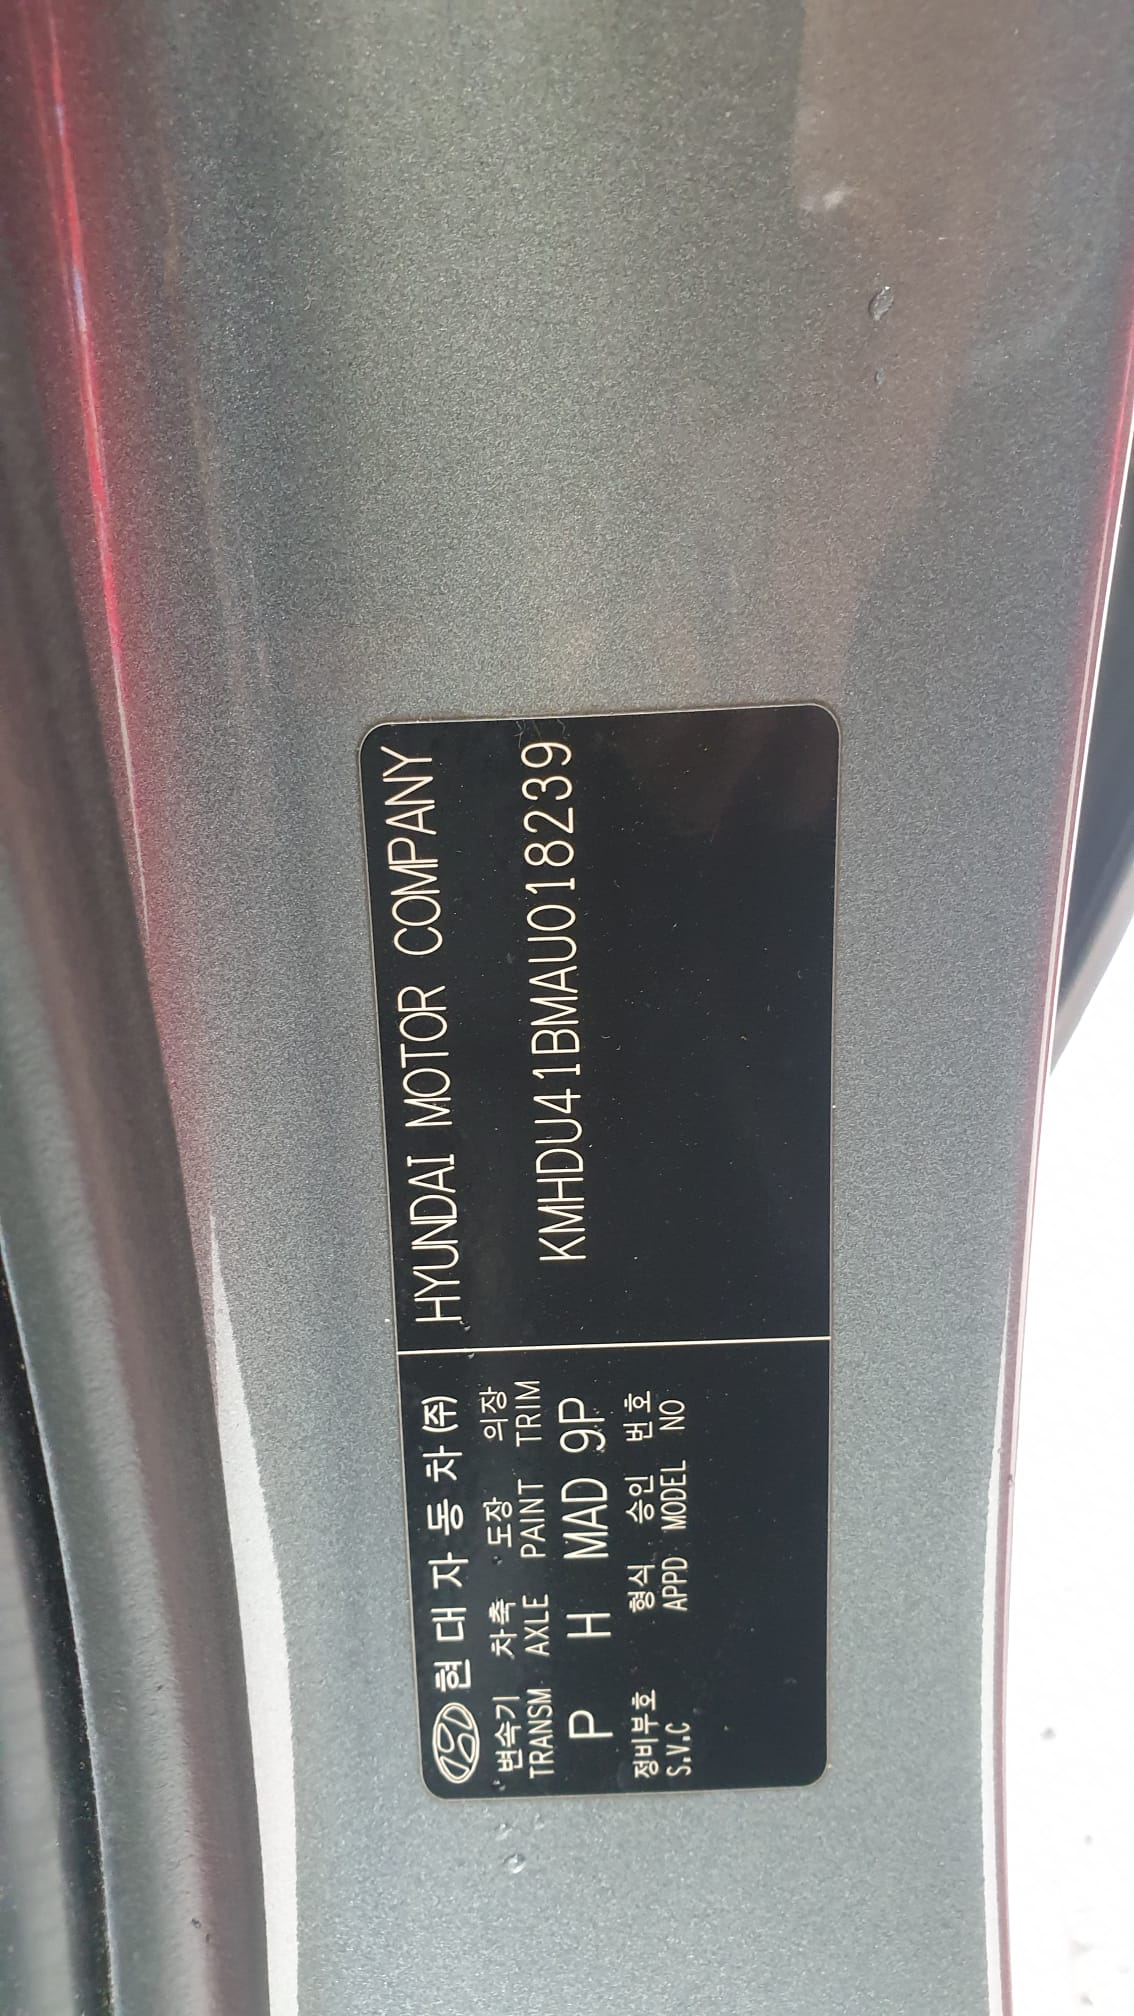 현대자동차(주) HYUNDAI MOTOR COMPANY
변속기 차축 도장 의장
TRANSM AXLE PAINT TRIM
P H MAD 9P
KMHDU41BMAU018239
정비부호 형식 승인 번호
S.V.C APPD MODEL NO